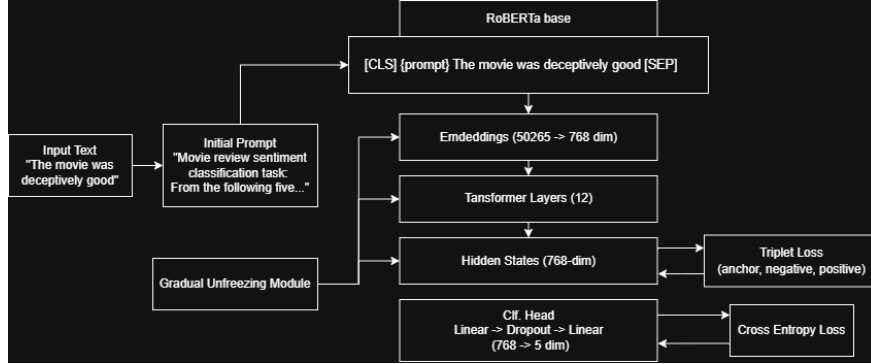 RoBERTa base
[CLS] {prompt} The movie was deceptively good [SEP]
Input Text
"The movie was
deceptively good"
Initial Prompt
"Movie review sentiment
classification task:
From the following five..."
Emdeddings (50265 -> 768 dim)
Tansformer Layers (12)
Hidden States (768-dim)
Triplet Loss
(anchor, negative, positive)
Gradual Unfreezing Module
Clf. Head
Linear -> Dropout -> Linear
(768 -> 5 dim)
Cross Entropy Loss